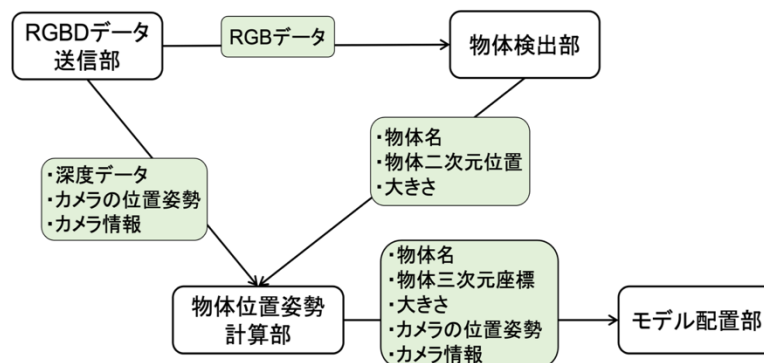 RGBDデータ
送信部
RGBデータ
物体検出部
・深度データ
・カメラの位置姿勢
・カメラ情報
・物体名
・物体二次元位置
・大きさ
物体位置姿勢
計算部
・物体名
・物体三次元座標
・大きさ
・カメラの位置姿勢
・カメラ情報
モデル配置部